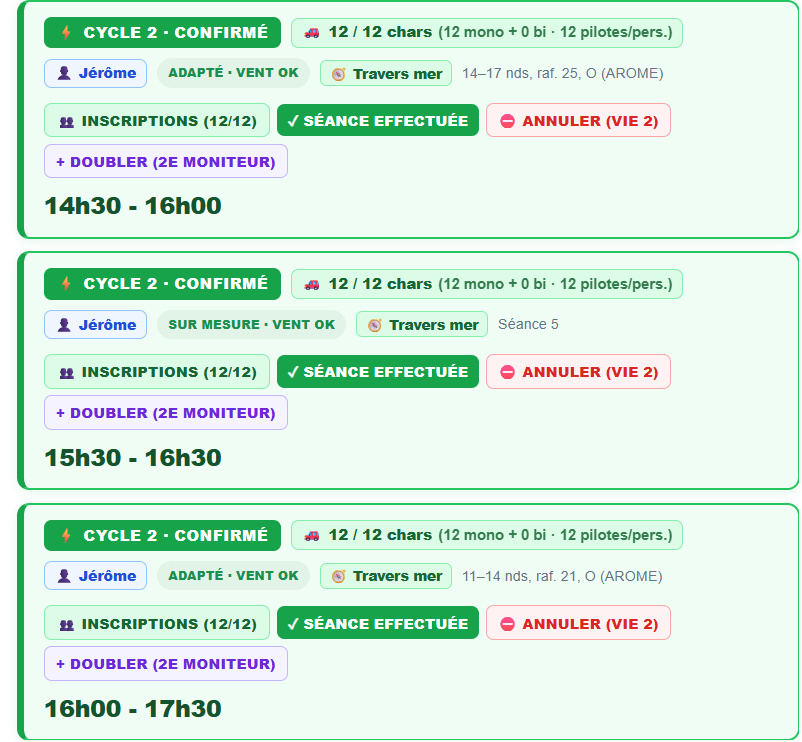 CYCLE 2 · CONFIRMÉ 12 / 12 chars (12 mono + 0 bi · 12 pilotes/pers.)
Jérôme ADAPTÉ · VENT OK Travers mer 14–17 nds, raf. 25, O (AROME)
INSCRIPTIONS (12/12) ✓ SÉANCE EFFECTUÉE ANNULER (VIE 2)
+ DOUBLER (2E MONITEUR)
14h30 - 16h00
CYCLE 2 · CONFIRMÉ 12 / 12 chars (12 mono + 0 bi · 12 pilotes/pers.)
Jérôme SUR MESURE · VENT OK Travers mer Séance 5
INSCRIPTIONS (12/12) ✓ SÉANCE EFFECTUÉE ANNULER (VIE 2)
+ DOUBLER (2E MONITEUR)
15h30 - 16h30
CYCLE 2 · CONFIRMÉ 12 / 12 chars (12 mono + 0 bi · 12 pilotes/pers.)
Jérôme ADAPTÉ · VENT OK Travers mer 11–14 nds, raf. 21, O (AROME)
INSCRIPTIONS (12/12) ✓ SÉANCE EFFECTUÉE ANNULER (VIE 2)
+ DOUBLER (2E MONITEUR)
16h00 - 17h30